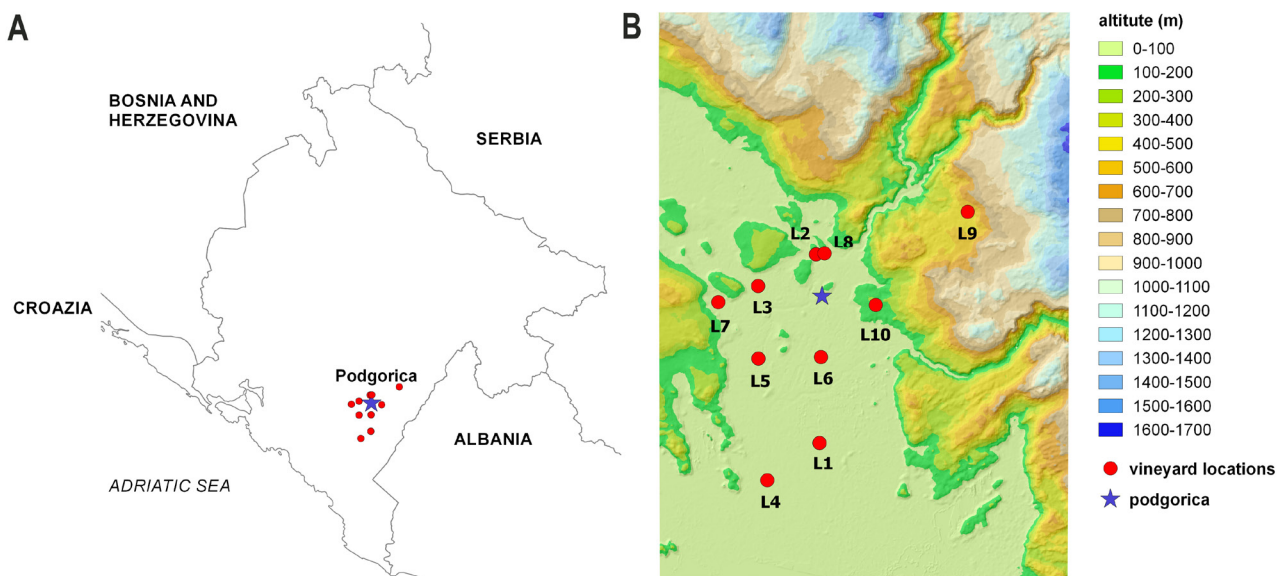 A
BOSNIA AND
HERZEGOVINA
SERBIA
CROAZIA
Podgorica
ALBANIA
ADRIATIC SEA
B
L2
L8
L9
L3
L7
L10
L5
L6
L1
L4
altitute (m)
0-100
100-200
200-300
300-400
400-500
500-600
600-700
700-800
800-900
900-1000
1000-1100
1100-1200
1200-1300
1300-1400
1400-1500
1500-1600
1600-1700
vineyard locations
podgorica